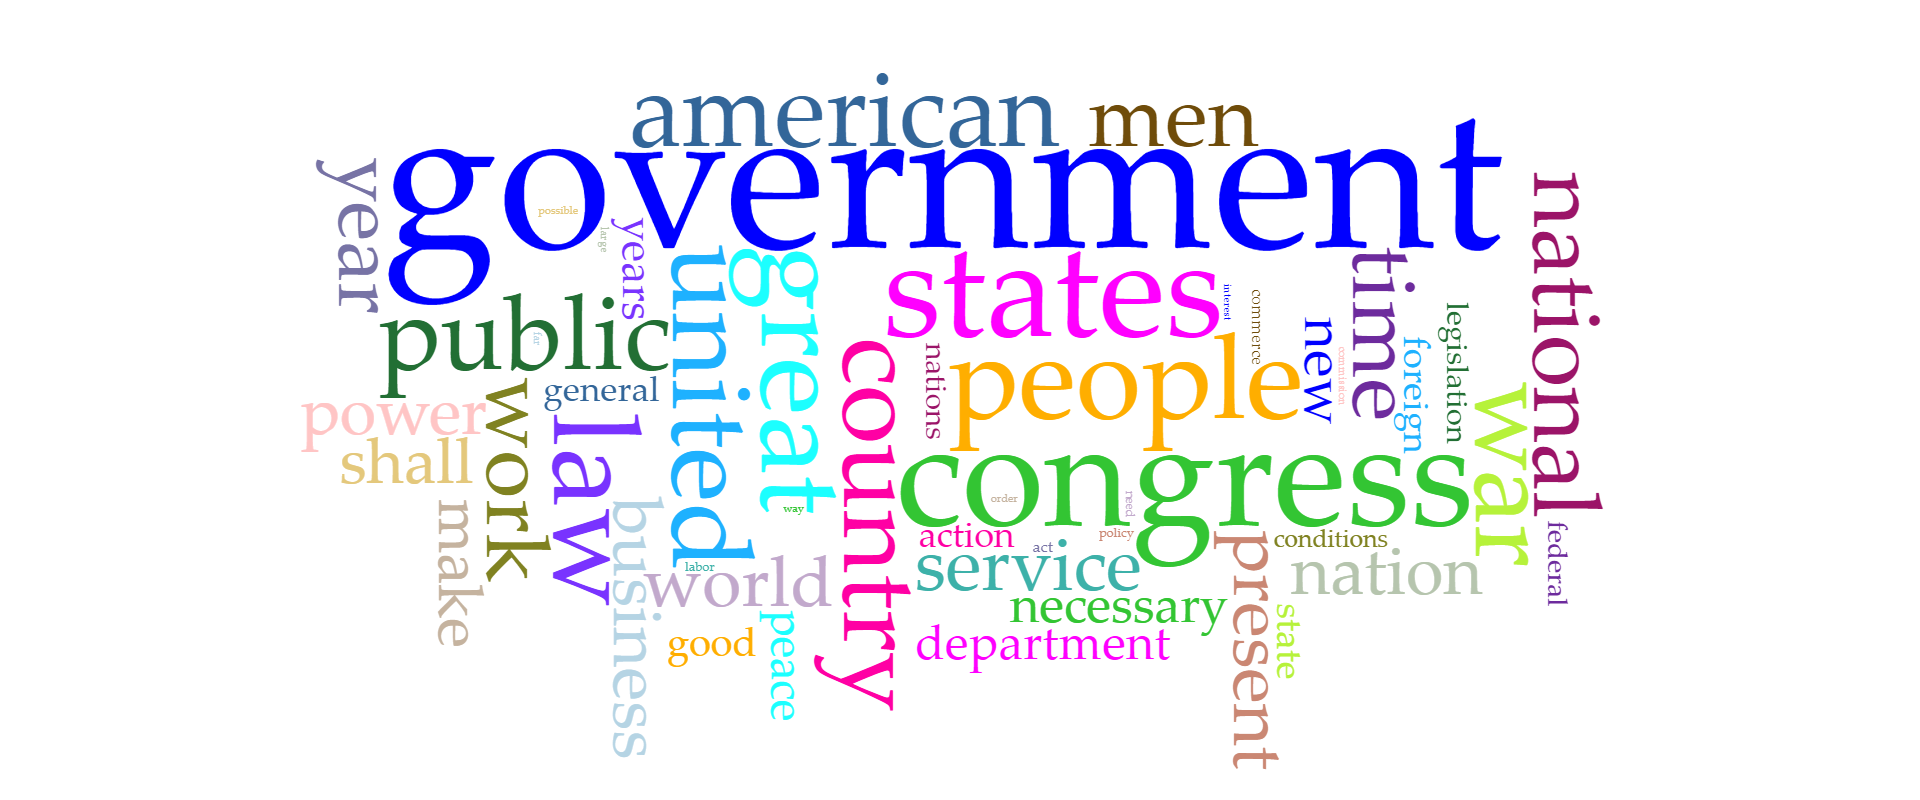 american
men
government
year
national
possible
large
years
united
great
states
time
interest
commerce
public
far
legislation
new
foreign
people
nations
country
commission
general
work
power
law
war
shall
congress
order
need
way
make
business
action
act
policy
present
conditions
federal
labor
world
service
nation
necessary
state
good
peace
department